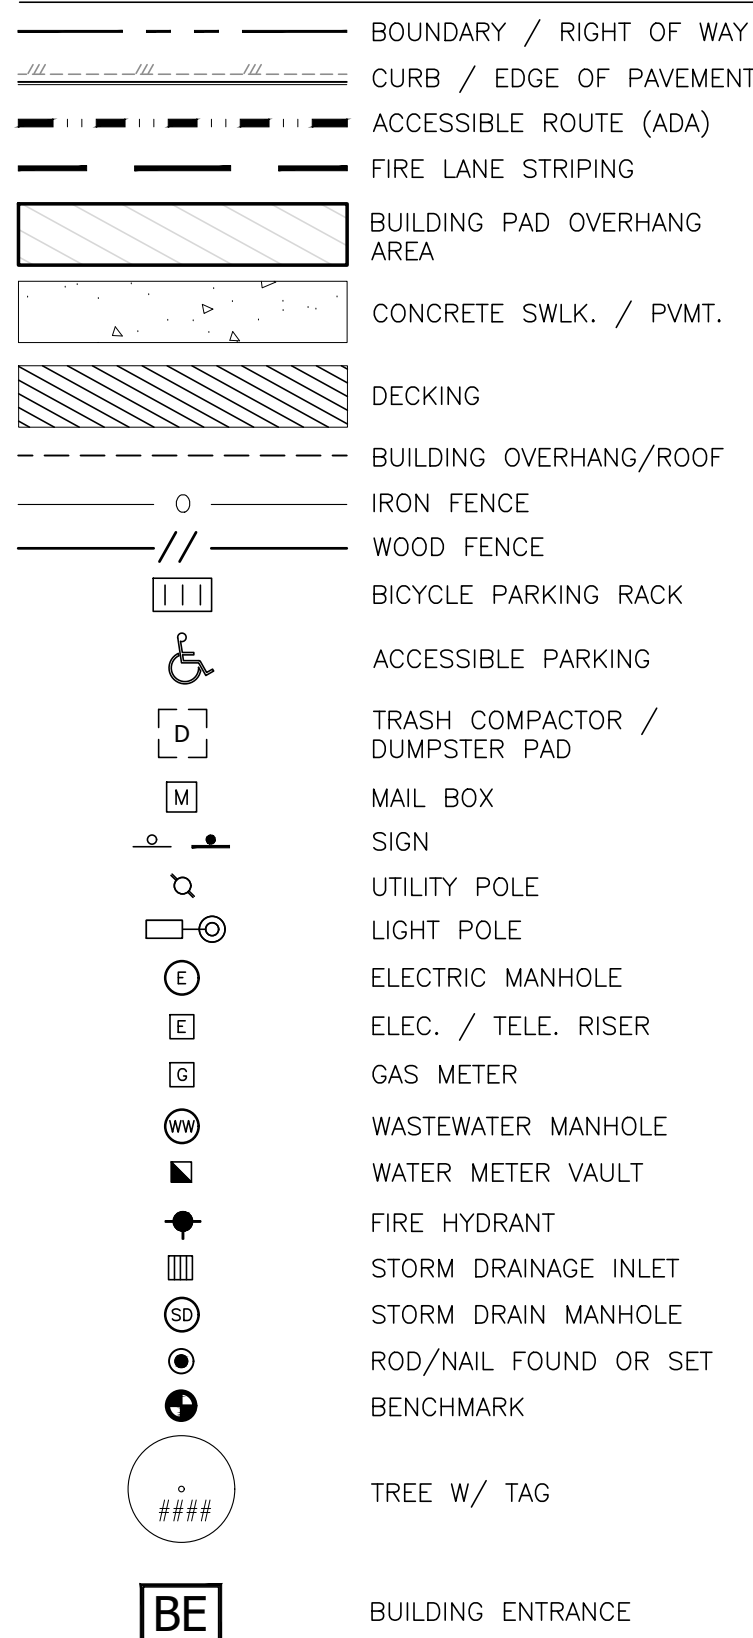 BOUNDARY / RIGHT OF WAY
CURB / EDGE OF PAVEMENT
ACCESSIBLE ROUTE (ADA)
FIRE LANE STRIPING
BUILDING PAD OVERHANG
AREA
CONCRETE SWLK. / PVMT.
DECKING
BUILDING OVERHANG/ROOF
IRON FENCE
WOOD FENCE
BICYCLE PARKING RACK
ACCESSIBLE PARKING
D TRASH COMPACTOR /
DUMPSTER PAD
M MAIL BOX
SIGN
UTILITY POLE
LIGHT POLE
E ELECTRIC MANHOLE
E ELEC. / TELE. RISER
G GAS METER
WW WASTEWATER MANHOLE
WATER METER VAULT
FIRE HYDRANT
STORM DRAINAGE INLET
SD STORM DRAIN MANHOLE
ROD/NAIL FOUND OR SET
BENCHMARK
#### TREE W/ TAG
BE BUILDING ENTRANCE